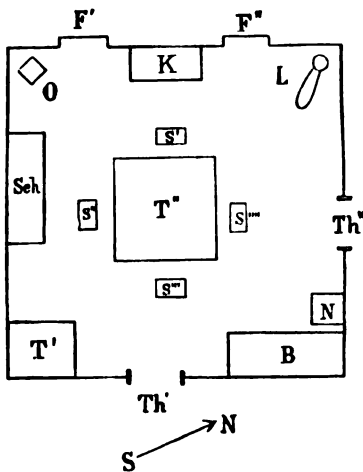 F' F"
K
O L
S'
Sch
S" T" S""
Th"
S'"
N
T' B
Th'
N
S